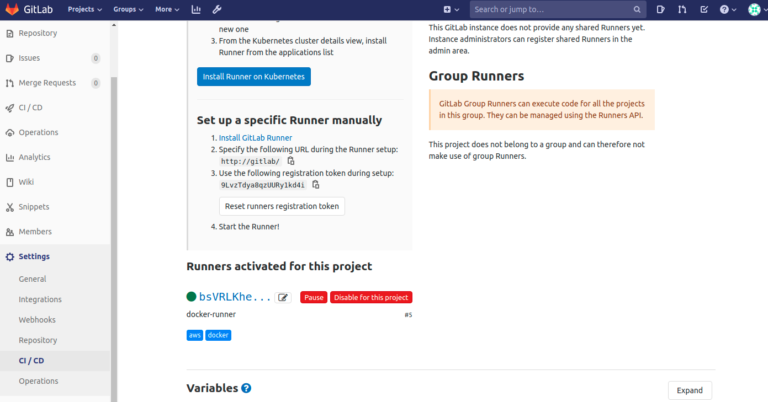 GitLab
Projects
Groups
More
Search or jump to…
Repository
Issues
0
Merge Requests
0
CI / CD
Operations
Analytics
Wiki
Snippets
Members
Settings
General
Integrations
Webhooks
Repository
CI / CD
Operations
new one
3. From the Kubernetes cluster details view, install
Runner from the applications list
Install Runner on Kubernetes
Set up a specific Runner manually
1. Install GitLab Runner
2. Specify the following URL during the Runner setup:
http://gitlab/
3. Use the following registration token during setup:
9LvzTdya8qzUURy1kd4i
Reset runners registration token
4. Start the Runner!
Runners activated for this project
bsVRLKhe...
Pause
Disable for this project
docker-runner
#5
aws
docker
Variables
Expand
This GitLab instance does not provide any shared Runners yet.
Instance administrators can register shared Runners in the
admin area.
Group Runners
GitLab Group Runners can execute code for all the projects
in this group. They can be managed using the Runners API.
This project does not belong to a group and can therefore not
make use of group Runners.